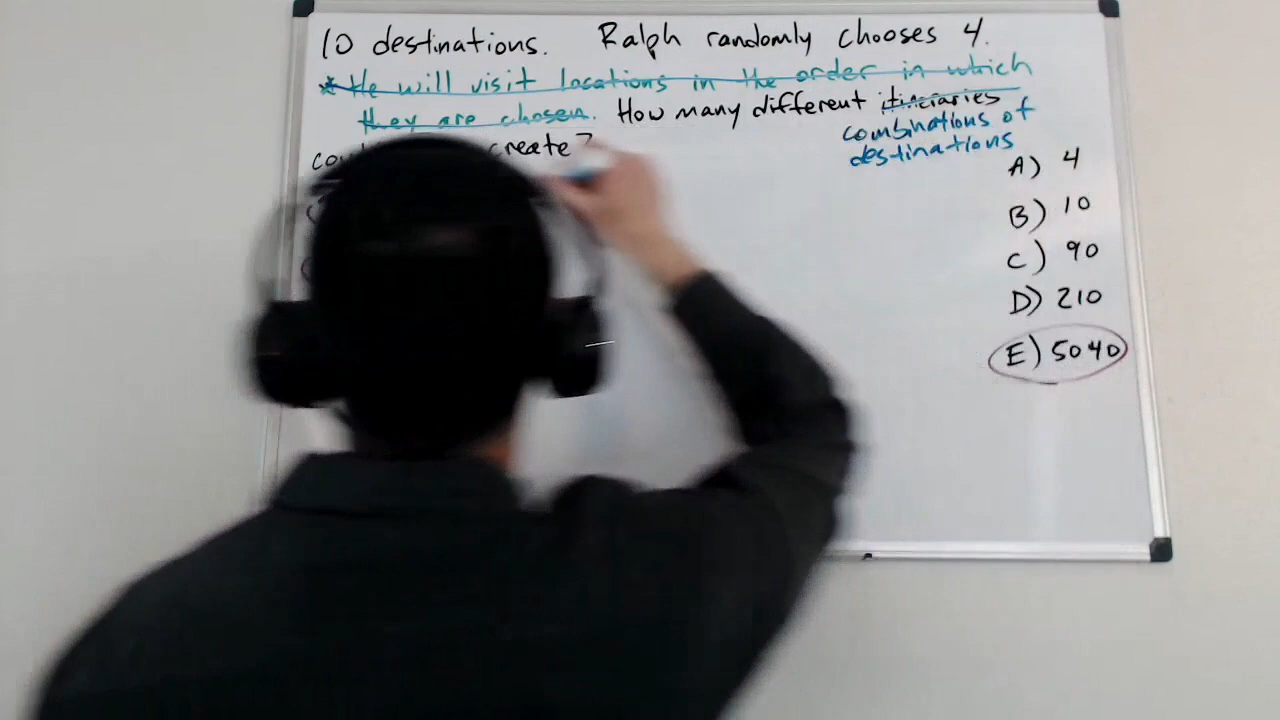 10 destinations. Ralph randomly chooses 4.
* He will visit locations in the order in which
they are chosen. How many different itineraries
combinations of
destinations
create?
A) 4
B) 10
C) 90
D) 210
E) 5040